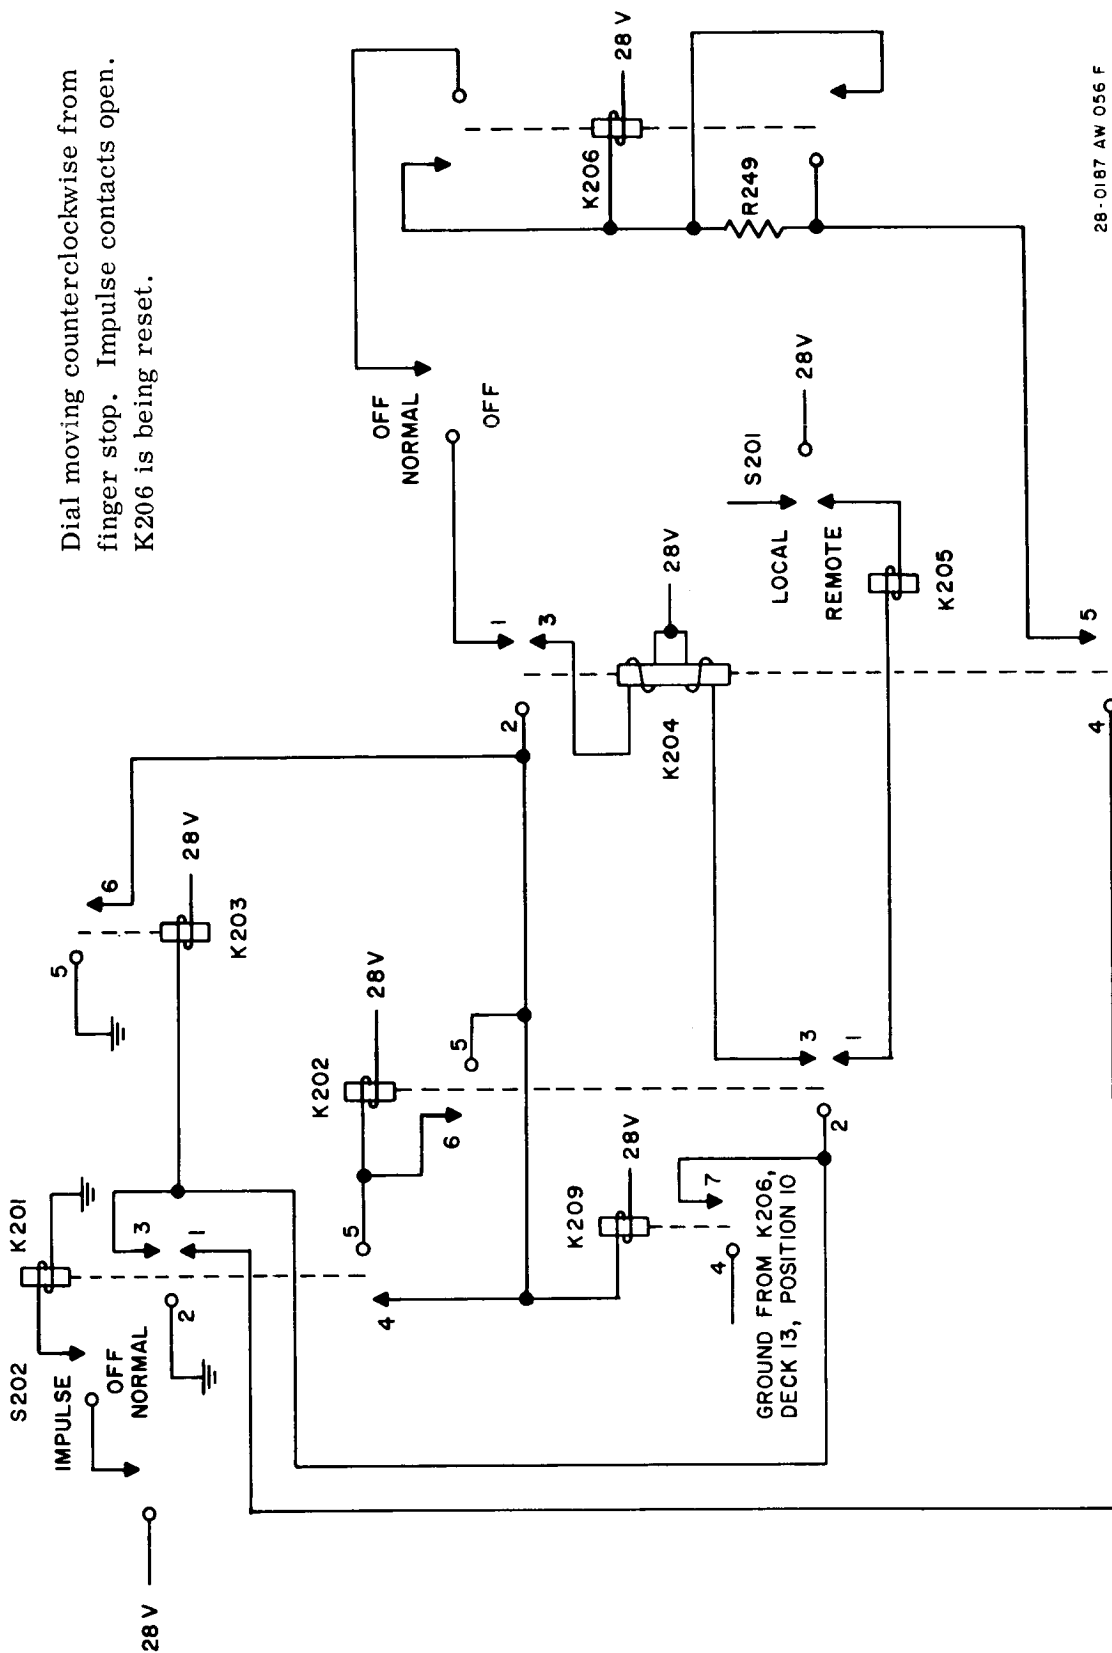 Dial moving counterclockwise from
finger stop. Impulse contacts open.
K206 is being reset.
S202
K201
IMPULSE
OFF
NORMAL
28V
3
1
2
5
6
28V
K203
5
4
K202
28V
6
5
K209
28V
7
4
GROUND FROM K206,
DECK 13, POSITION 10
2
3
1
2
1
3
K204
28V
OFF
NORMAL
OFF
S201
LOCAL
REMOTE
28V
K205
K206
28V
R249
4
5
28-0187 AW 056 F